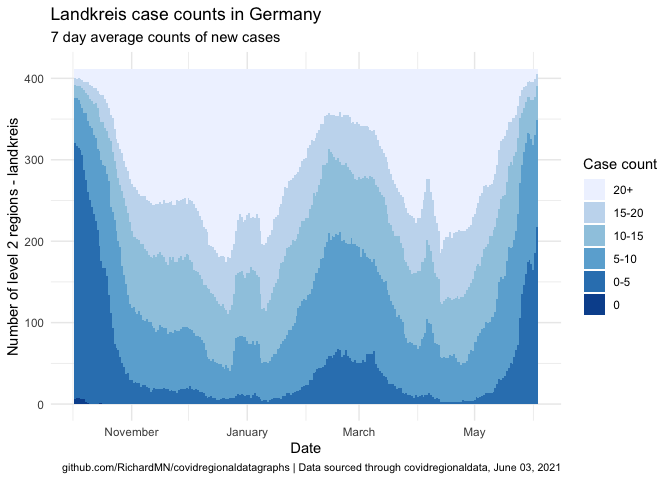 Landkreis case counts in Germany
7 day average counts of new cases
Number of level 2 regions - landkreis
400
300
200
100
0
November
January
March
May
Date
Case count
20+
15-20
10-15
5-10
0-5
0
github.com/RichardMN/covidregionaldatagraphs | Data sourced through covidregionaldata, June 03, 2021